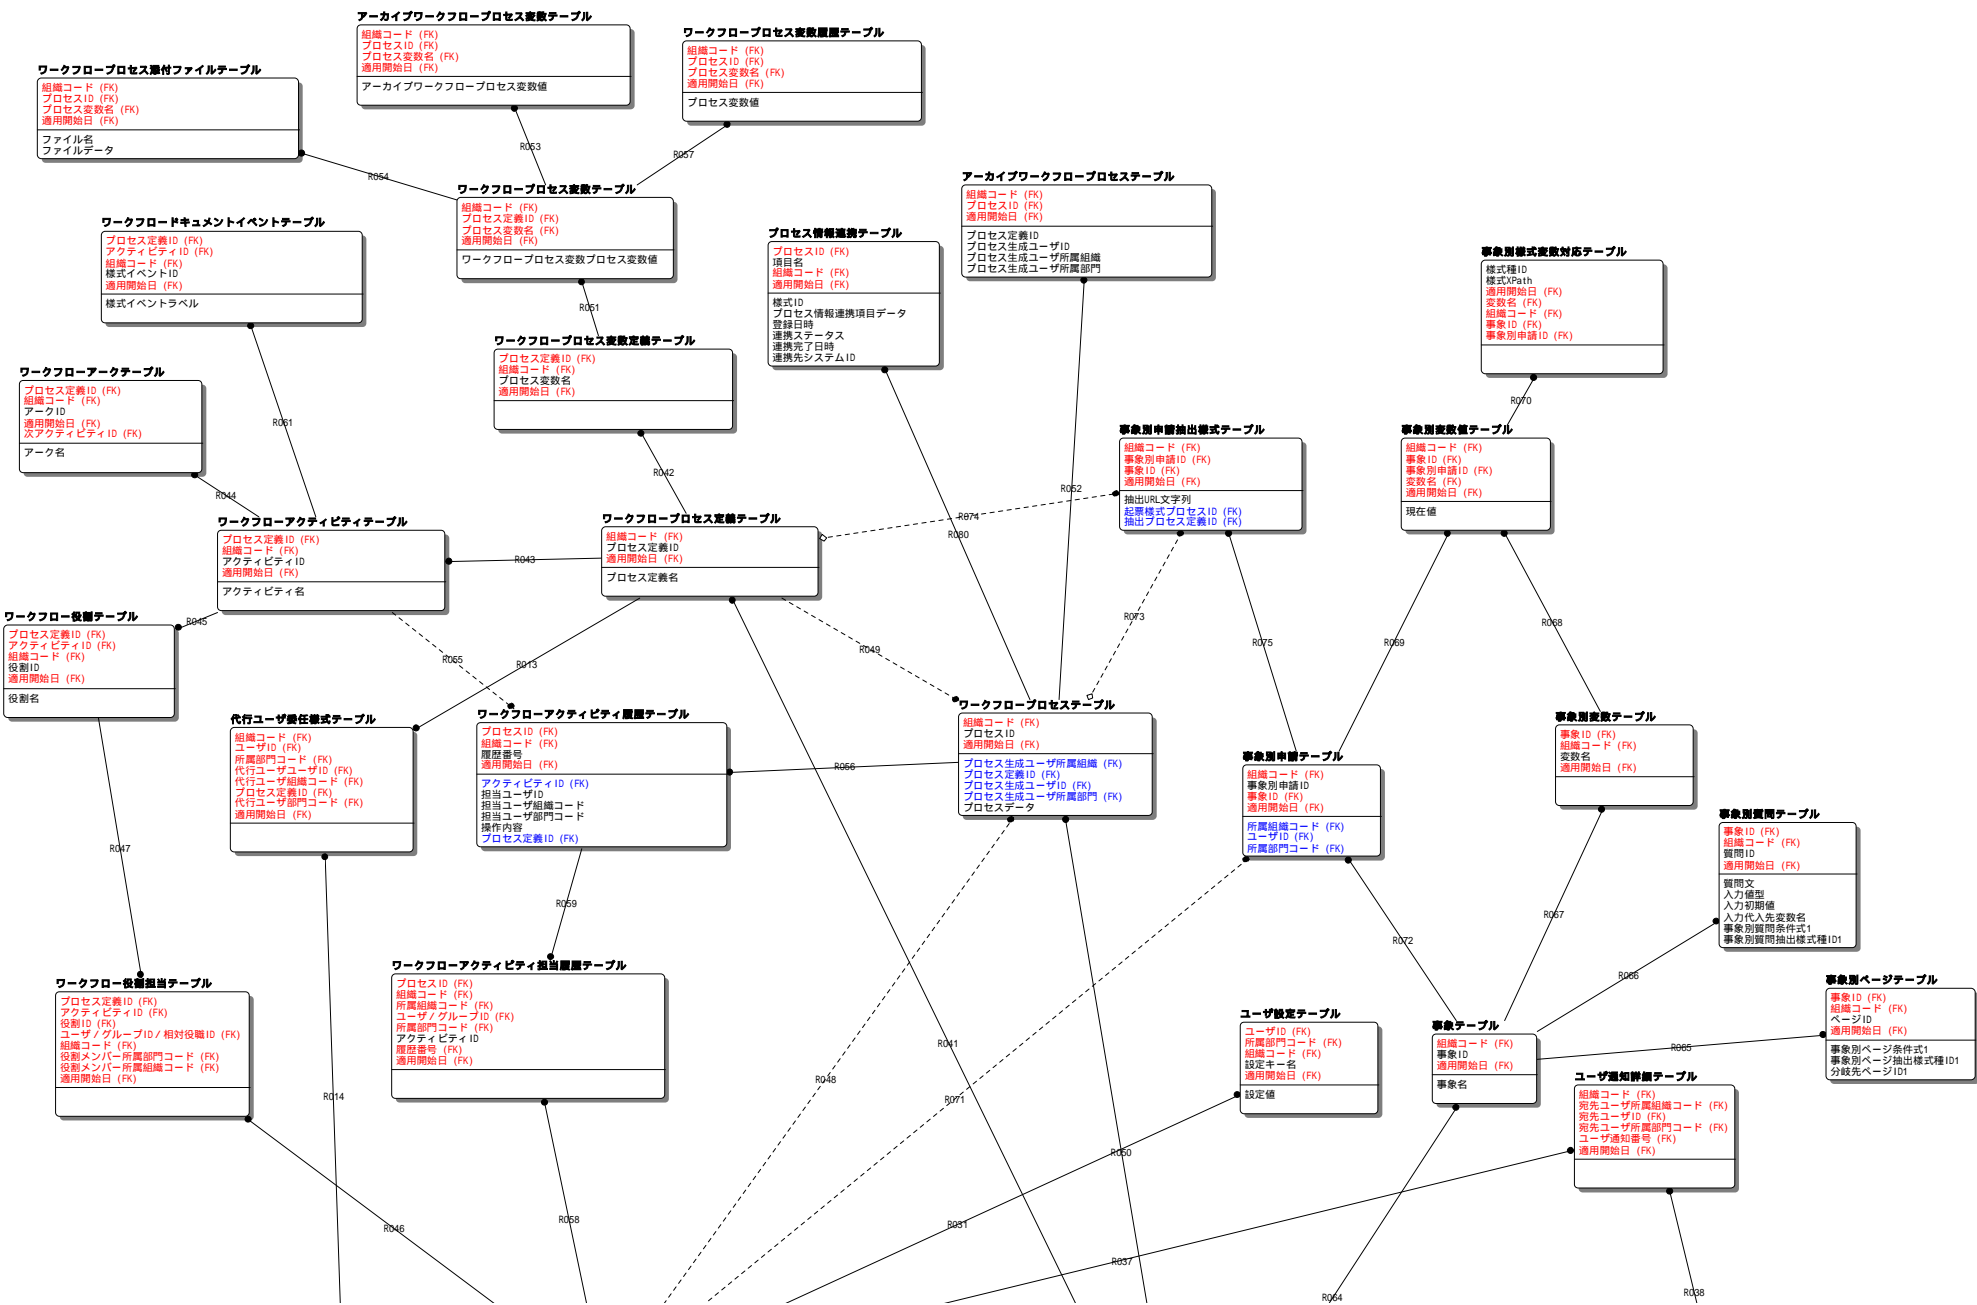 アーカイブワークフロープロセス変数テーブル
組織コード (FK)
プロセスID (FK)
プロセス変数名 (FK)
適用開始日 (FK)
アーカイブワークフロープロセス変数値
ワークフロープロセス変数履歴テーブル
組織コード (FK)
プロセスID (FK)
プロセス変数名 (FK)
適用開始日 (FK)
プロセス変数値
ワークフロープロセス添付ファイルテーブル
組織コード (FK)
プロセスID (FK)
プロセス変数名 (FK)
適用開始日 (FK)
ファイル名
ファイルデータ
R053
R057
R054
ワークフロープロセス変数テーブル
組織コード (FK)
プロセス定義ID (FK)
プロセス変数名 (FK)
適用開始日 (FK)
ワークフロープロセス変数プロセス変数値
アーカイブワークフロープロセステーブル
組織コード (FK)
プロセスID (FK)
適用開始日 (FK)
プロセス定義ID
プロセス生成ユーザID
プロセス生成ユーザ所属組織
プロセス生成ユーザ所属部門
ワークフロードキュメントイベントテーブル
プロセス定義ID (FK)
アクティビティID (FK)
組織コード (FK)
様式イベントID
適用開始日 (FK)
様式イベントラベル
プロセス情報連携テーブル
プロセスID (FK)
項目名
組織コード (FK)
適用開始日 (FK)
様式ID
プロセス情報連携項目データ
登録日時
連携ステータス
連携完了日時
連携先システムID
事象別様式変数対応テーブル
様式種ID
様式XPath
適用開始日 (FK)
変数名 (FK)
組織コード (FK)
事象ID (FK)
事象別申請ID (FK)
R051
ワークフロープロセス変数定義テーブル
プロセス定義ID (FK)
組織コード (FK)
プロセス変数名
適用開始日 (FK)
ワークフローアークテーブル
プロセス定義ID (FK)
組織コード (FK)
アークID
適用開始日 (FK)
次アクティビティID (FK)
アーク名
R061
R070
事象別申請抽出様式テーブル
組織コード (FK)
事象別申請ID (FK)
事象ID (FK)
適用開始日 (FK)
抽出URL文字列
起票様式プロセスID (FK)
抽出プロセス定義ID (FK)
事象別変数値テーブル
組織コード (FK)
事象ID (FK)
事象別申請ID (FK)
変数名 (FK)
適用開始日 (FK)
現在値
R042
R044
R052
R074
R080
ワークフローアクティビティテーブル
プロセス定義ID (FK)
組織コード (FK)
アクティビティID
適用開始日 (FK)
アクティビティ名
ワークフロープロセス定義テーブル
組織コード (FK)
プロセス定義ID
適用開始日 (FK)
プロセス定義名
R043
ワークフロー役割テーブル
プロセス定義ID (FK)
アクティビティID (FK)
組織コード (FK)
役割ID
適用開始日 (FK)
役割名
R045
R055
R013
R049
R073
R075
R069
R068
代行ユーザ委任様式テーブル
組織コード (FK)
ユーザID (FK)
所属部門コード (FK)
代行ユーザユーザID (FK)
代行ユーザ組織コード (FK)
プロセス定義ID (FK)
代行ユーザ部門コード (FK)
適用開始日 (FK)
ワークフローアクティビティ履歴テーブル
プロセスID (FK)
組織コード (FK)
履歴番号
適用開始日 (FK)
アクティビティID (FK)
担当ユーザID
担当ユーザ組織コード
担当ユーザ部門コード
操作内容
プロセス定義ID (FK)
R056
ワークフロープロセステーブル
組織コード (FK)
プロセスID
適用開始日 (FK)
プロセス生成ユーザ所属組織 (FK)
プロセス定義ID (FK)
プロセス生成ユーザID (FK)
プロセス生成ユーザ所属部門 (FK)
プロセスデータ
事象別申請テーブル
組織コード (FK)
事象別申請ID
事象ID (FK)
適用開始日 (FK)
所属組織コード (FK)
ユーザID (FK)
所属部門コード (FK)
事象別変数テーブル
事象ID (FK)
組織コード (FK)
変数名
適用開始日 (FK)
事象別質問テーブル
事象ID (FK)
組織コード (FK)
質問ID
適用開始日 (FK)
質問文
入力値型
入力初期値
入力代入先変数名
事象別質問条件式1
事象別質問抽出様式種ID1
R047
R059
R072
R067
R066
ワークフロー役割担当テーブル
プロセス定義ID (FK)
アクティビティID (FK)
役割ID (FK)
ユーザ/グループID/相対役職ID (FK)
組織コード (FK)
役割メンバー所属部門コード (FK)
役割メンバー所属組織コード (FK)
適用開始日 (FK)
ワークフローアクティビティ担当履歴テーブル
プロセスID (FK)
組織コード (FK)
所属組織コード (FK)
ユーザ/グループID (FK)
所属部門コード (FK)
アクティビティID
履歴番号 (FK)
適用開始日 (FK)
ユーザ設定テーブル
ユーザID (FK)
所属部門コード (FK)
組織コード (FK)
設定キー名
適用開始日 (FK)
設定値
事象テーブル
組織コード (FK)
事象ID
適用開始日 (FK)
事象名
R065
事象別ページテーブル
事象ID (FK)
組織コード (FK)
ページID
適用開始日 (FK)
事象別ページ条件式1
事象別ページ抽出様式種ID1
分岐先ページID1
ユーザ通知詳細テーブル
組織コード (FK)
宛先ユーザ所属組織コード (FK)
宛先ユーザID (FK)
宛先ユーザ所属部門コード (FK)
ユーザ通知番号 (FK)
適用開始日 (FK)
R014
R041
R048
R071
R050
R046
R058
R031
R037
R064
R038